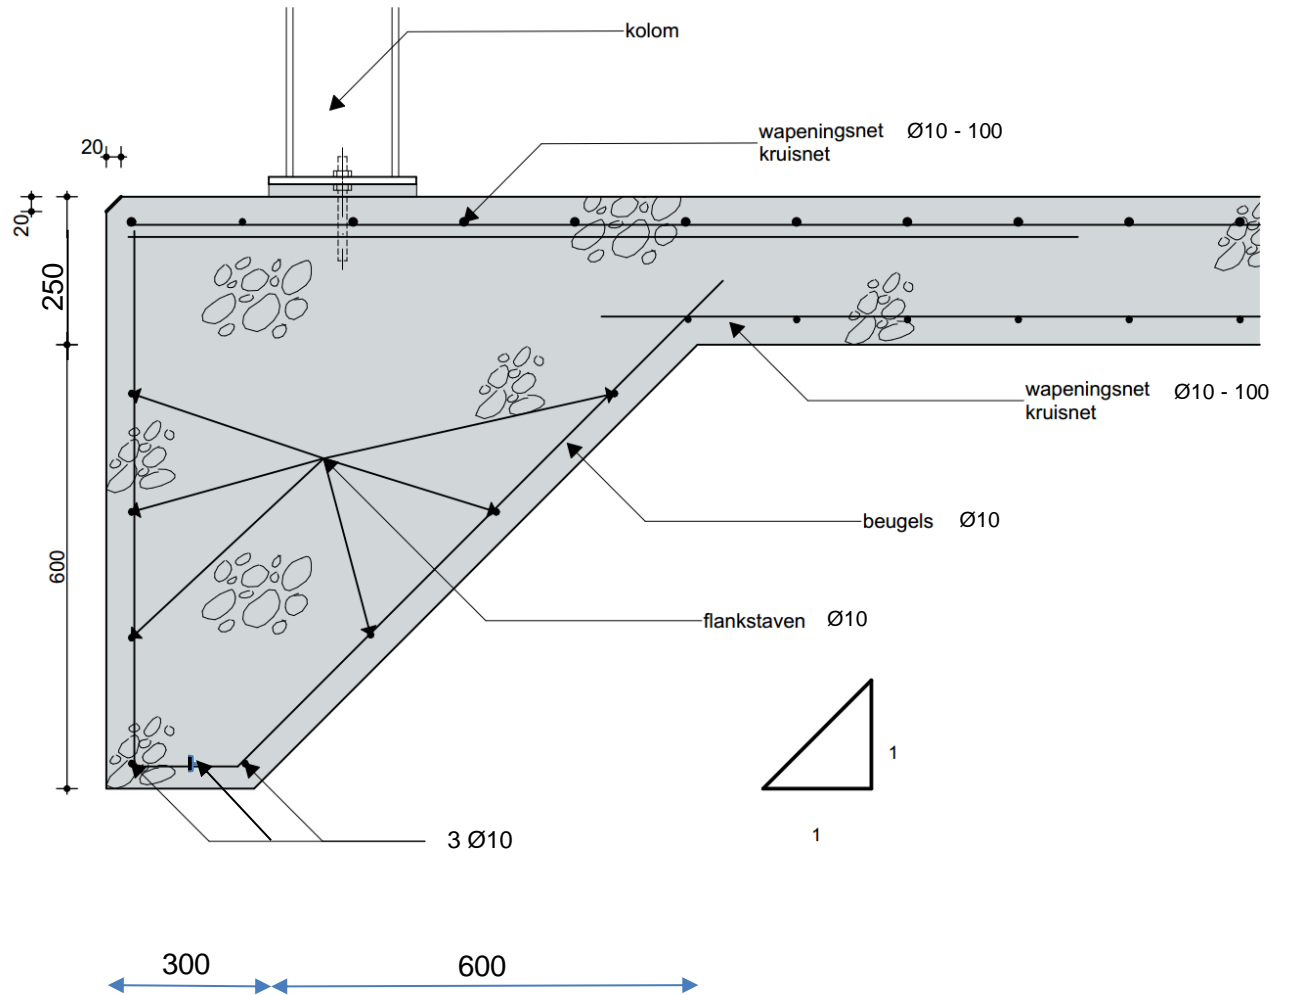 kolom
wapeningsnet Ø10 - 100
kruisnet
20
20
250
wapeningsnet Ø10 - 100
kruisnet
beugels Ø10
600
flankstaven Ø10
1
1
3 Ø10
300
600